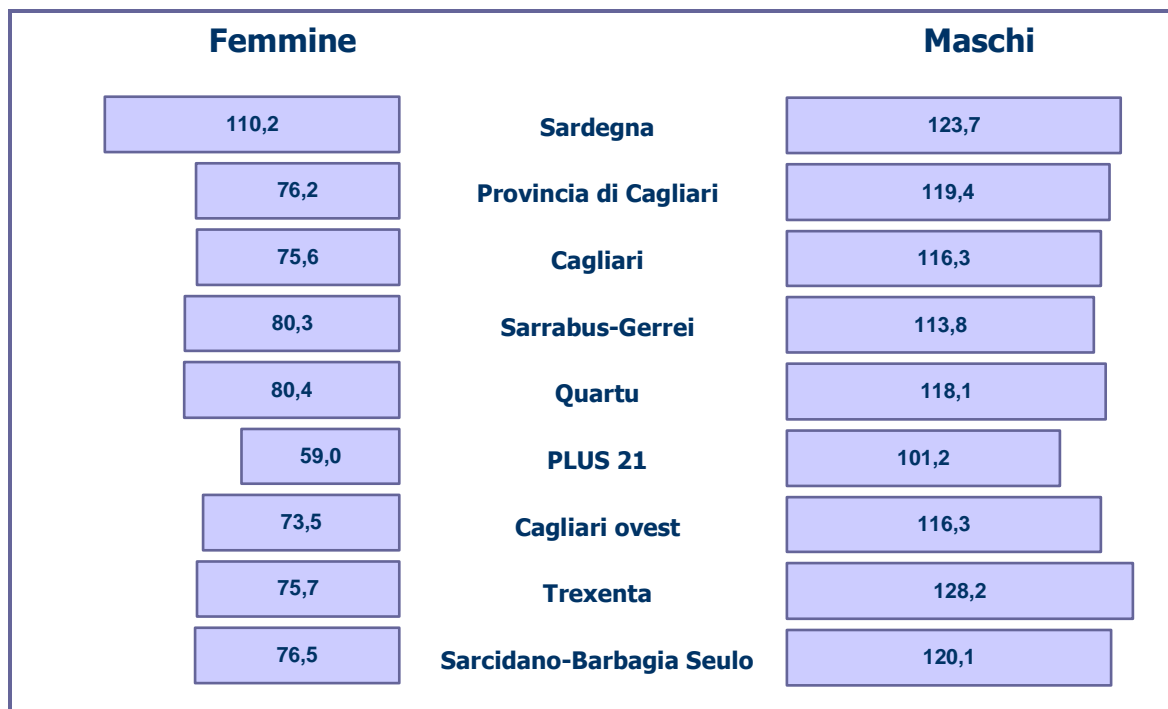 Femmine Maschi
110,2 Sardegna 123,7
76,2 Provincia di Cagliari 119,4
75,6 Cagliari 116,3
80,3 Sarrabus-Gerrei 113,8
80,4 Quartu 118,1
59,0 PLUS 21 101,2
73,5 Cagliari ovest 116,3
75,7 Trexenta 128,2
76,5 Sarcidano-Barbagia Seulo 120,1